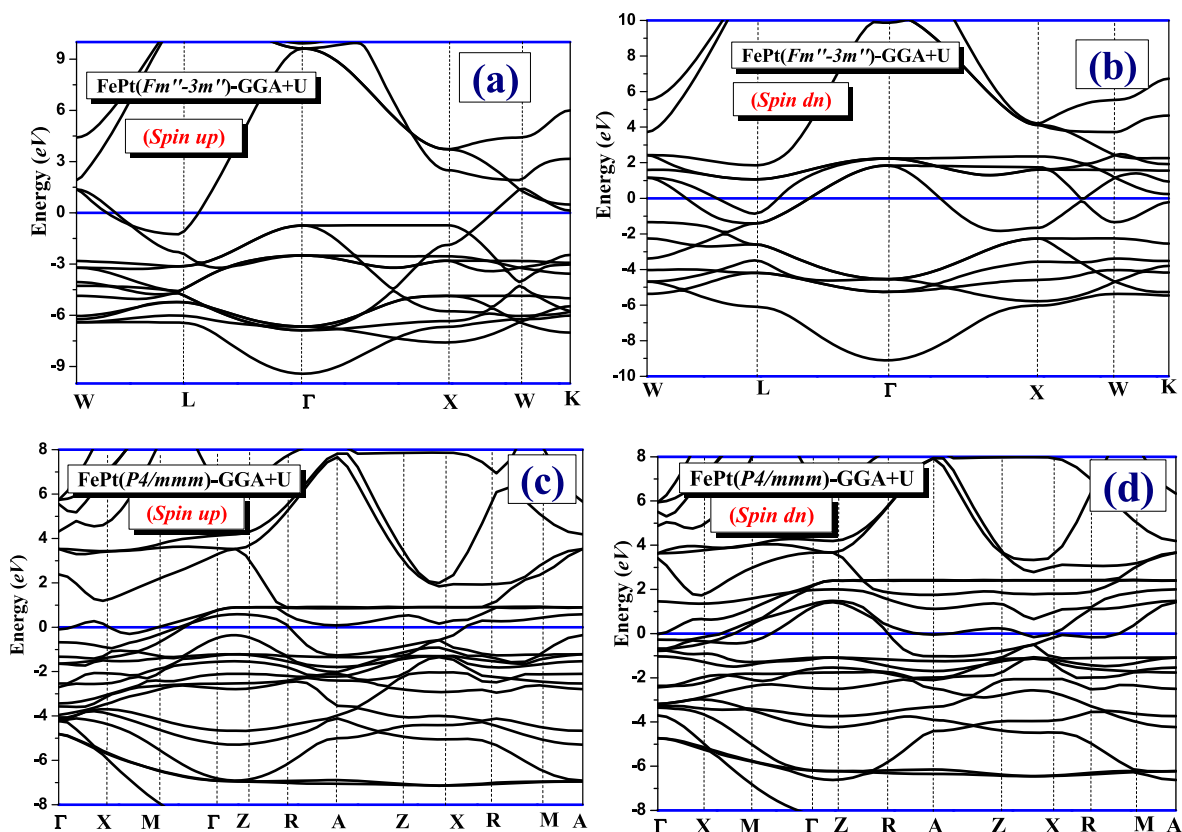 (a)
FePt(Fm''-3m'')-GGA+U
(Spin up)
Energy (eV)
9
6
3
0
-3
-6
-9
W L Γ X W K
(b)
FePt(Fm''-3m'')-GGA+U
(Spin dn)
Energy (eV)
10
8
6
4
2
0
-2
-4
-6
-8
-10
W L Γ X W K
(c)
FePt(P4/mmm)-GGA+U
(Spin up)
Energy (eV)
8
6
4
2
0
-2
-4
-6
-8
Γ X M Γ Z R A Z X R M A
(d)
FePt(P4/mmm)-GGA+U
(Spin dn)
Energy (eV)
8
6
4
2
0
-2
-4
-6
-8
Γ X M Γ Z R A Z X R M A